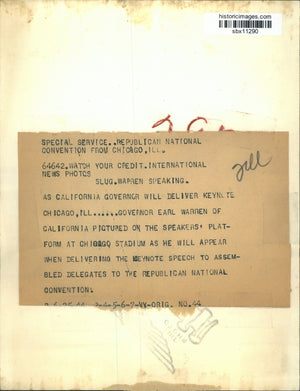 historicimages.com
sbx11290
SPECIAL SERVICE..REPUBLICAN NATIONAL
CONVENTION FROM CHICAGO,ILL.
64642.WATCH YOUR CREDIT.INTERNATIONAL
NEWS PHOTOS
SLUG.WARREN SPEAKING.
AS CALIFORNIA GOVERNOR WILL DELIVER KEYNOTE
CHICAGO,ILL......GOVERNOR EARL WARREN OF
CALIFORNIA PICTURED ON THE SPEAKERS' PLAT-
FORM AT CHICAGO STADIUM AS HE WILL APPEAR
WHEN DELIVERING THE KEYNOTE SPEECH TO ASSEM-
BLED DELEGATES TO THE REPUBLICAN NATIONAL
CONVENTION.
NO.44